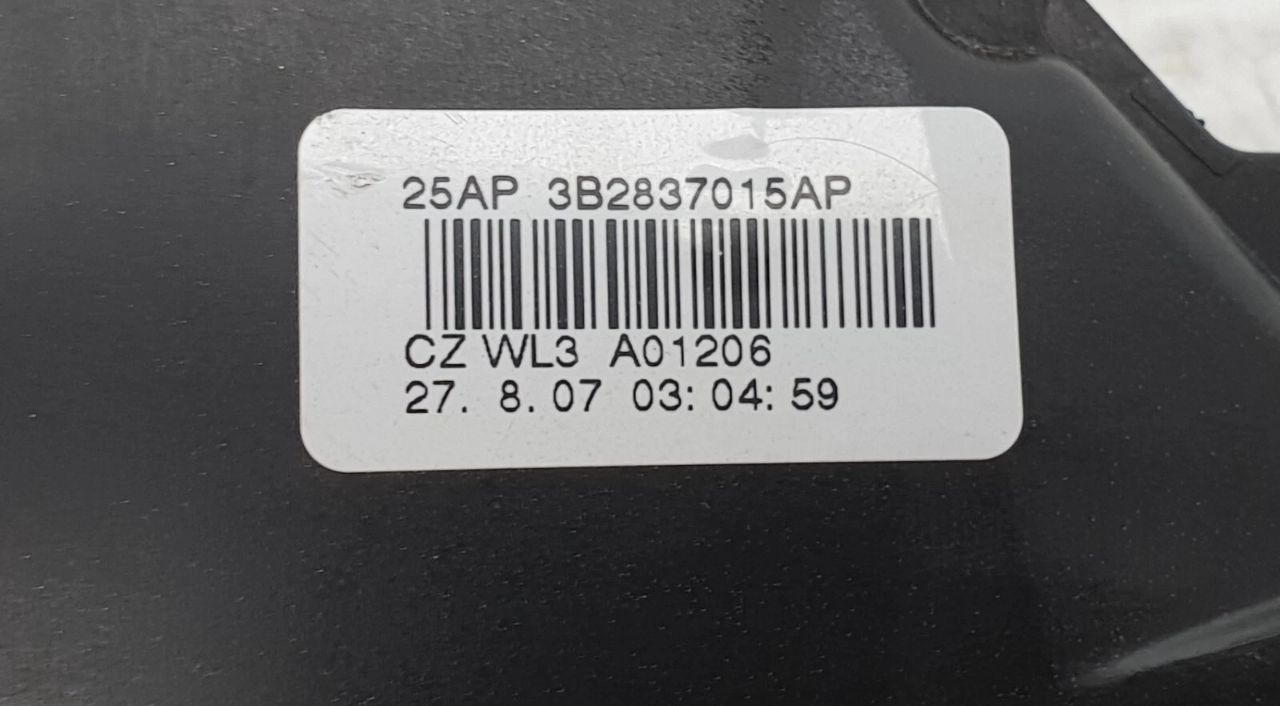 25AP 3B2837015AP
CZ WL3 A01206
27. 8. 07 03: 04: 59